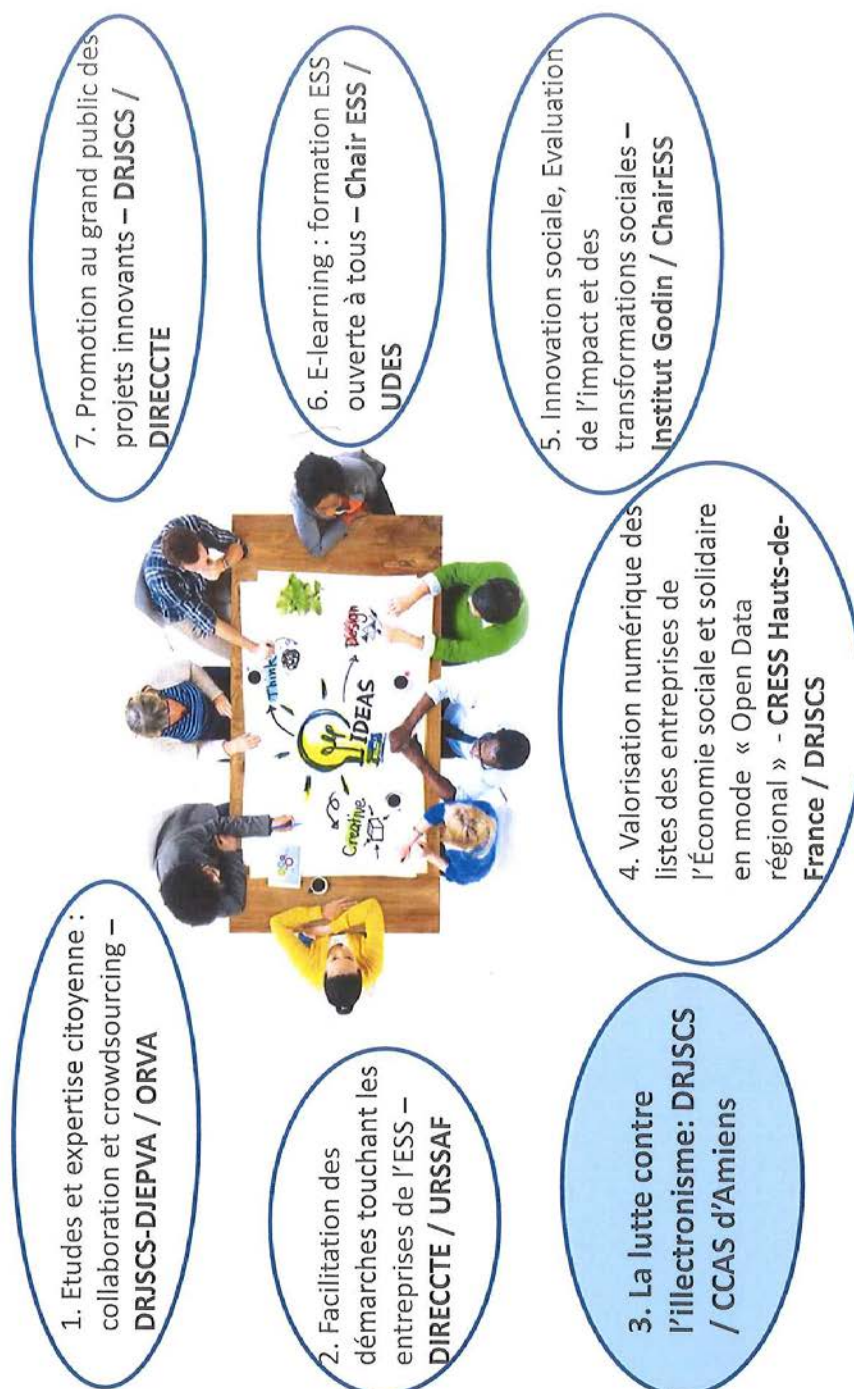 1. Etudes et expertise citoyenne :
collaboration et crowdsourcing –
DRJSCS-DJEPVA / ORVA
2. Facilitation des
démarches touchant les
entreprises de l'ESS –
DIRECCTE / URSSAF
3. La lutte contre
l'illectronisme: DRJSCS
/ CCAS d'Amiens
4. Valorisation numérique des
listes des entreprises de
l'Économie sociale et solidaire
en mode « Open Data
régional » - CRESS Hauts-de-
France / DRJSCS
5. Innovation sociale, Evaluation
de l'impact et des
transformations sociales –
Institut Godin / ChairESS
6. E-learning : formation ESS
ouverte à tous – Chair ESS /
UDES
7. Promotion au grand public des
projets innovants – DRJSCS /
DIRECCTE
Think
Creative
IDEAS
Design